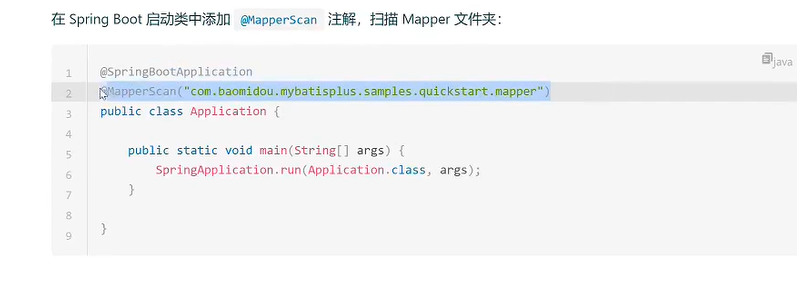 在 Spring Boot 启动类中添加 @MapperScan 注解，扫描 Mapper 文件夹：
java
1 @SpringBootApplication
2 @MapperScan("com.baomidou.mybatisplus.samples.quickstart.mapper")
3 public class Application {
4
5 public static void main(String[] args) {
6 SpringApplication.run(Application.class, args);
7 }
8
9 }